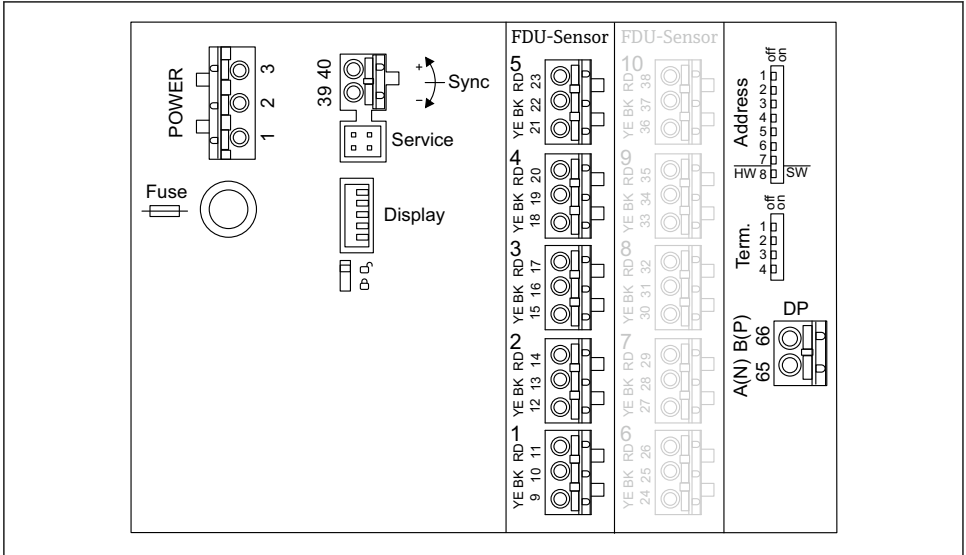 POWER
3
2
1
Fuse
39 40
+
−
Sync
Service
Display
FDU-Sensor
5
YE BK RD
21 22 23
4
YE BK RD
18 19 20
3
YE BK RD
15 16 17
2
YE BK RD
12 13 14
1
YE BK RD
9 10 11
FDU-Sensor
10
YE BK RD
36 37 38
9
YE BK RD
33 34 35
8
YE BK RD
30 31 32
7
YE BK RD
27 28 29
6
YE BK RD
24 25 26
Address
off
on
1
2
3
4
5
6
7
HW 8 SW
Term.
off
on
1
2
3
4
DP
A(N) B(P)
65 66